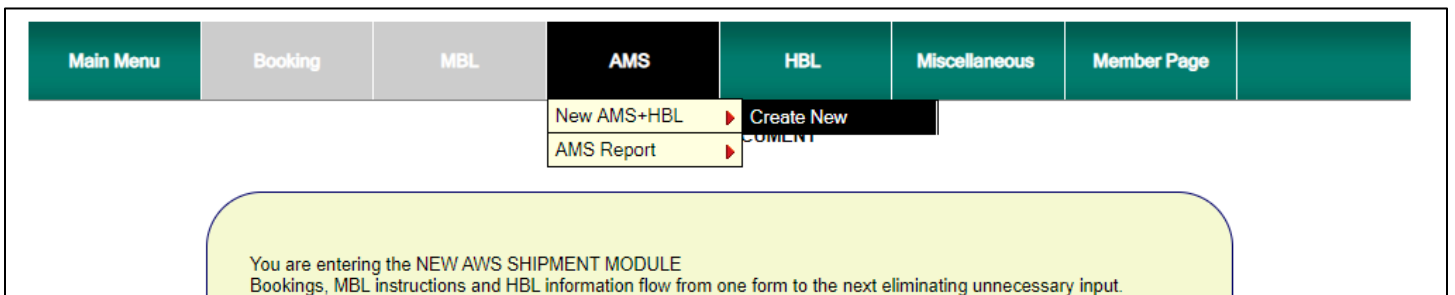 Main Menu Booking MBL AMS HBL Miscellaneous Member Page
New AMS+HBL Create New
CUMENT
AMS Report
You are entering the NEW AWS SHIPMENT MODULE
Bookings, MBL instructions and HBL information flow from one form to the next eliminating unnecessary input.